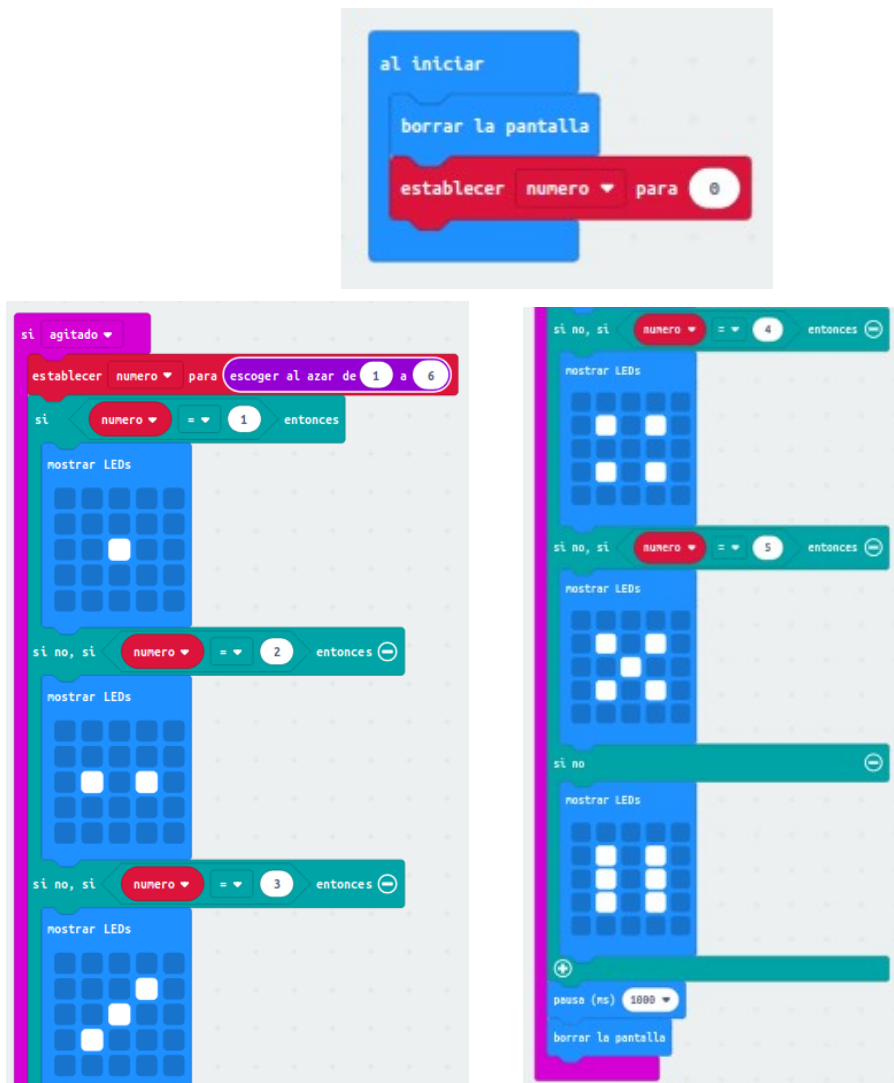 al iniciar
borrar la pantalla
establecer numero para 0
si agitado
establecer numero para escoger al azar de 1 a 6
si numero = 1 entonces
mostrar LEDs
si no, si numero = 2 entonces
mostrar LEDs
si no, si numero = 3 entonces
mostrar LEDs
si no, si numero = 4 entonces
mostrar LEDs
si no, si numero = 5 entonces
mostrar LEDs
si no
mostrar LEDs
pausa (ms) 1000
borrar la pantalla